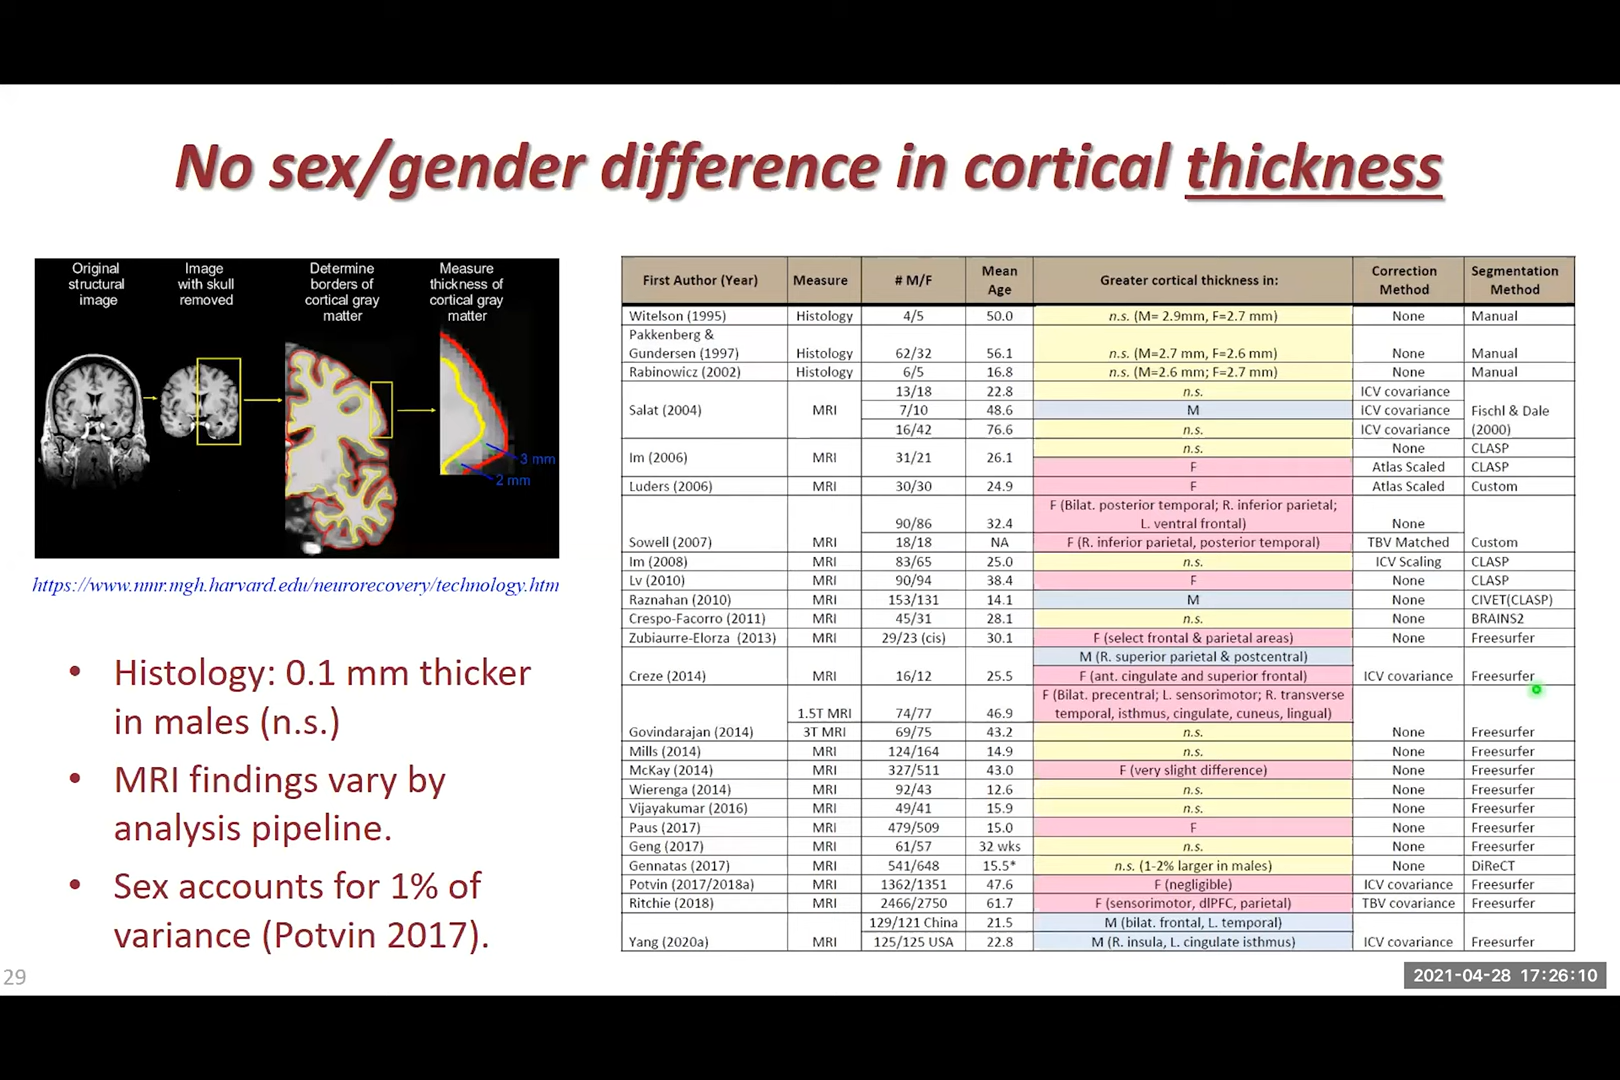 No sex/gender difference in cortical thickness
Original structural image
Image with skull removed
Determine borders of cortical gray matter
Measure thickness of cortical gray matter
3 mm
2 mm
https://www.nmr.mgh.harvard.edu/neurorecovery/technology.htm
• Histology: 0.1 mm thicker
in males (n.s.)
• MRI findings vary by
analysis pipeline.
• Sex accounts for 1% of
variance (Potvin 2017).
29
First Author (Year) Measure # M/F Mean Age Greater cortical thickness in: Correction Method Segmentation Method
Witelson (1995) Histology 4/5 50.0 n.s. (M= 2.9mm, F=2.7 mm) None Manual
Pakkenberg &
Gundersen (1997) Histology 62/32 56.1 n.s. (M=2.7 mm, F=2.6 mm) None Manual
Rabinowicz (2002) Histology 6/5 16.8 n.s. (M=2.6 mm; F=2.7 mm) None Manual
13/18 22.8 n.s. ICV covariance
Salat (2004) MRI 7/10 48.6 M ICV covariance Fischl & Dale
16/42 76.6 n.s. ICV covariance (2000)
n.s. None CLASP
Im (2006) MRI 31/21 26.1
F Atlas Scaled CLASP
Luders (2006) MRI 30/30 24.9 F Atlas Scaled Custom
F (Bilat. posterior temporal; R. inferior parietal;
90/86 32.4 L. ventral frontal) None
Sowell (2007) MRI 18/18 NA F (R. inferior parietal, posterior temporal) TBV Matched Custom
Im (2008) MRI 83/65 25.0 n.s. ICV Scaling CLASP
Lv (2010) MRI 90/94 38.4 F None CLASP
Raznahan (2010) MRI 153/131 14.1 M None CIVET(CLASP)
Crespo-Facorro (2011) MRI 45/31 28.1 n.s. None BRAINS2
Zubiaurre-Elorza (2013) MRI 29/23 (cis) 30.1 F (select frontal & parietal areas) None Freesurfer
M (R. superior parietal & postcentral)
Creze (2014) MRI 16/12 25.5 F (ant. cingulate and superior frontal) ICV covariance Freesurfer
F (Bilat. precentral; L. sensorimotor; R. transverse
1.5T MRI 74/77 46.9 temporal, isthmus, cingulate, cuneus, lingual)
Govindarajan (2014) 3T MRI 69/75 43.2 n.s. None Freesurfer
Mills (2014) MRI 124/164 14.9 n.s. None Freesurfer
McKay (2014) MRI 327/511 43.0 F (very slight difference) None Freesurfer
Wierenga (2014) MRI 92/43 12.6 n.s. None Freesurfer
Vijayakumar (2016) MRI 49/41 15.9 n.s. None Freesurfer
Paus (2017) MRI 479/509 15.0 F None Freesurfer
Geng (2017) MRI 61/57 32 wks n.s. None Freesurfer
Gennatas (2017) MRI 541/648 15.5* n.s. (1-2% larger in males) None DiReCT
Potvin (2017/2018a) MRI 1362/1351 47.6 F (negligible) ICV covariance Freesurfer
Ritchie (2018) MRI 2466/2750 61.7 F (sensorimotor, dlPFC, parietal) TBV covariance Freesurfer
129/121 China 21.5 M (bilat. frontal, L. temporal)
Yang (2020a) MRI 125/125 USA 22.8 M (R. insula, L. cingulate isthmus) ICV covariance Freesurfer
2021-04-28 17:26:10